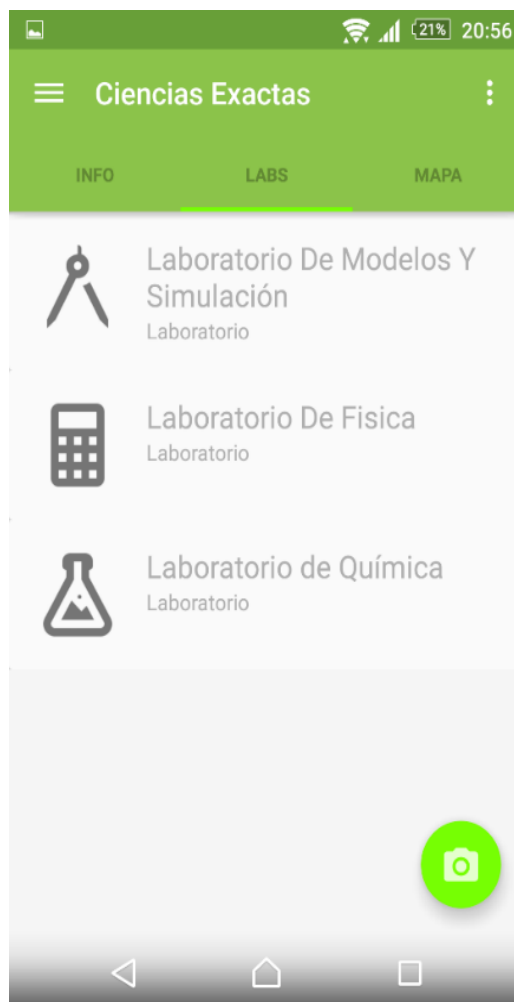 21% 20:56
Ciencias Exactas
INFO LABS MAPA
Laboratorio De Modelos Y
Simulación
Laboratorio
Laboratorio De Fisica
Laboratorio
Laboratorio de Química
Laboratorio